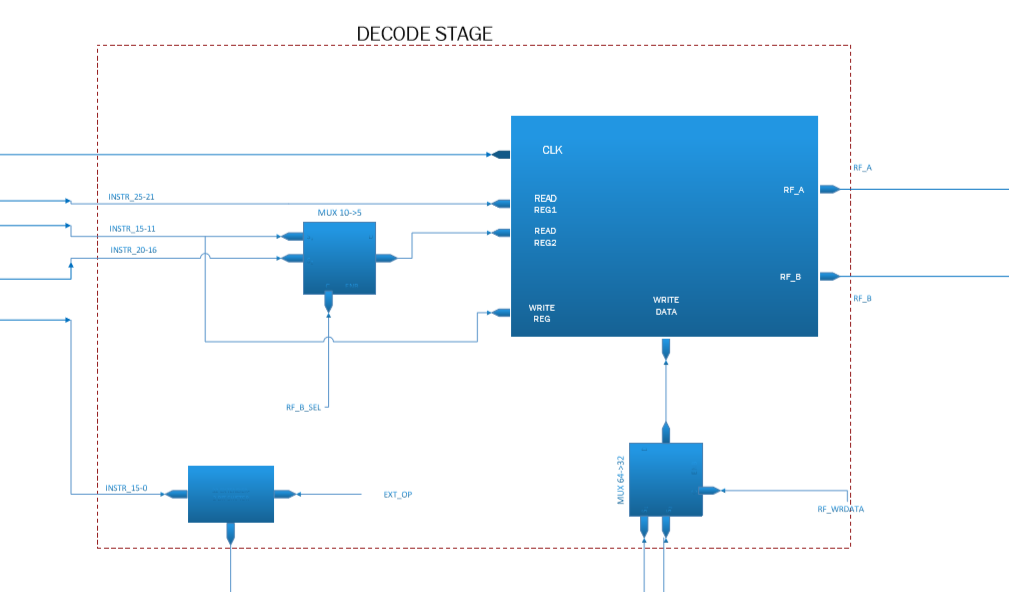 DECODE STAGE
CLK
RF_A
INSTR_25-21
READ
REG1
RF_A
MUX 10->5
INSTR_15-11
READ
REG2
INSTR_20-16
RF_B
RF_B
WRITE
DATA
WRITE
REG
RF_B_SEL
MUX 64->32
INSTR_15-0
EXT_OP
RF_WRDATA